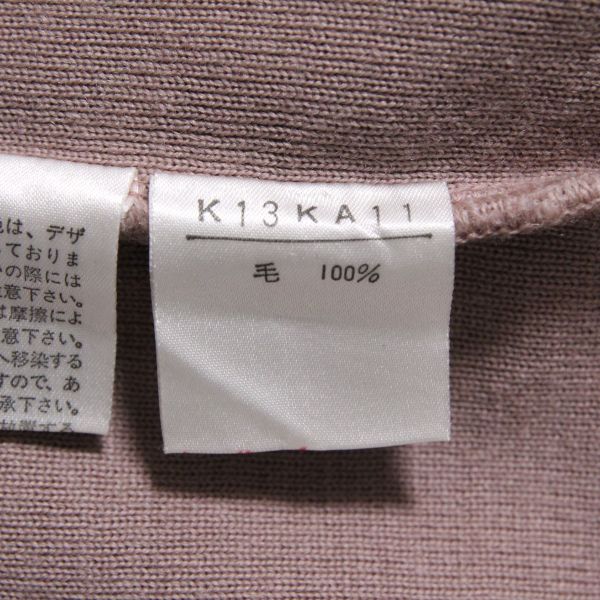 は、デザ
ておりま
の際には
意下さい。
は摩擦によ
意下さい。
へ移染する
すので、あ
承下さい。
K13KA11
毛 100%